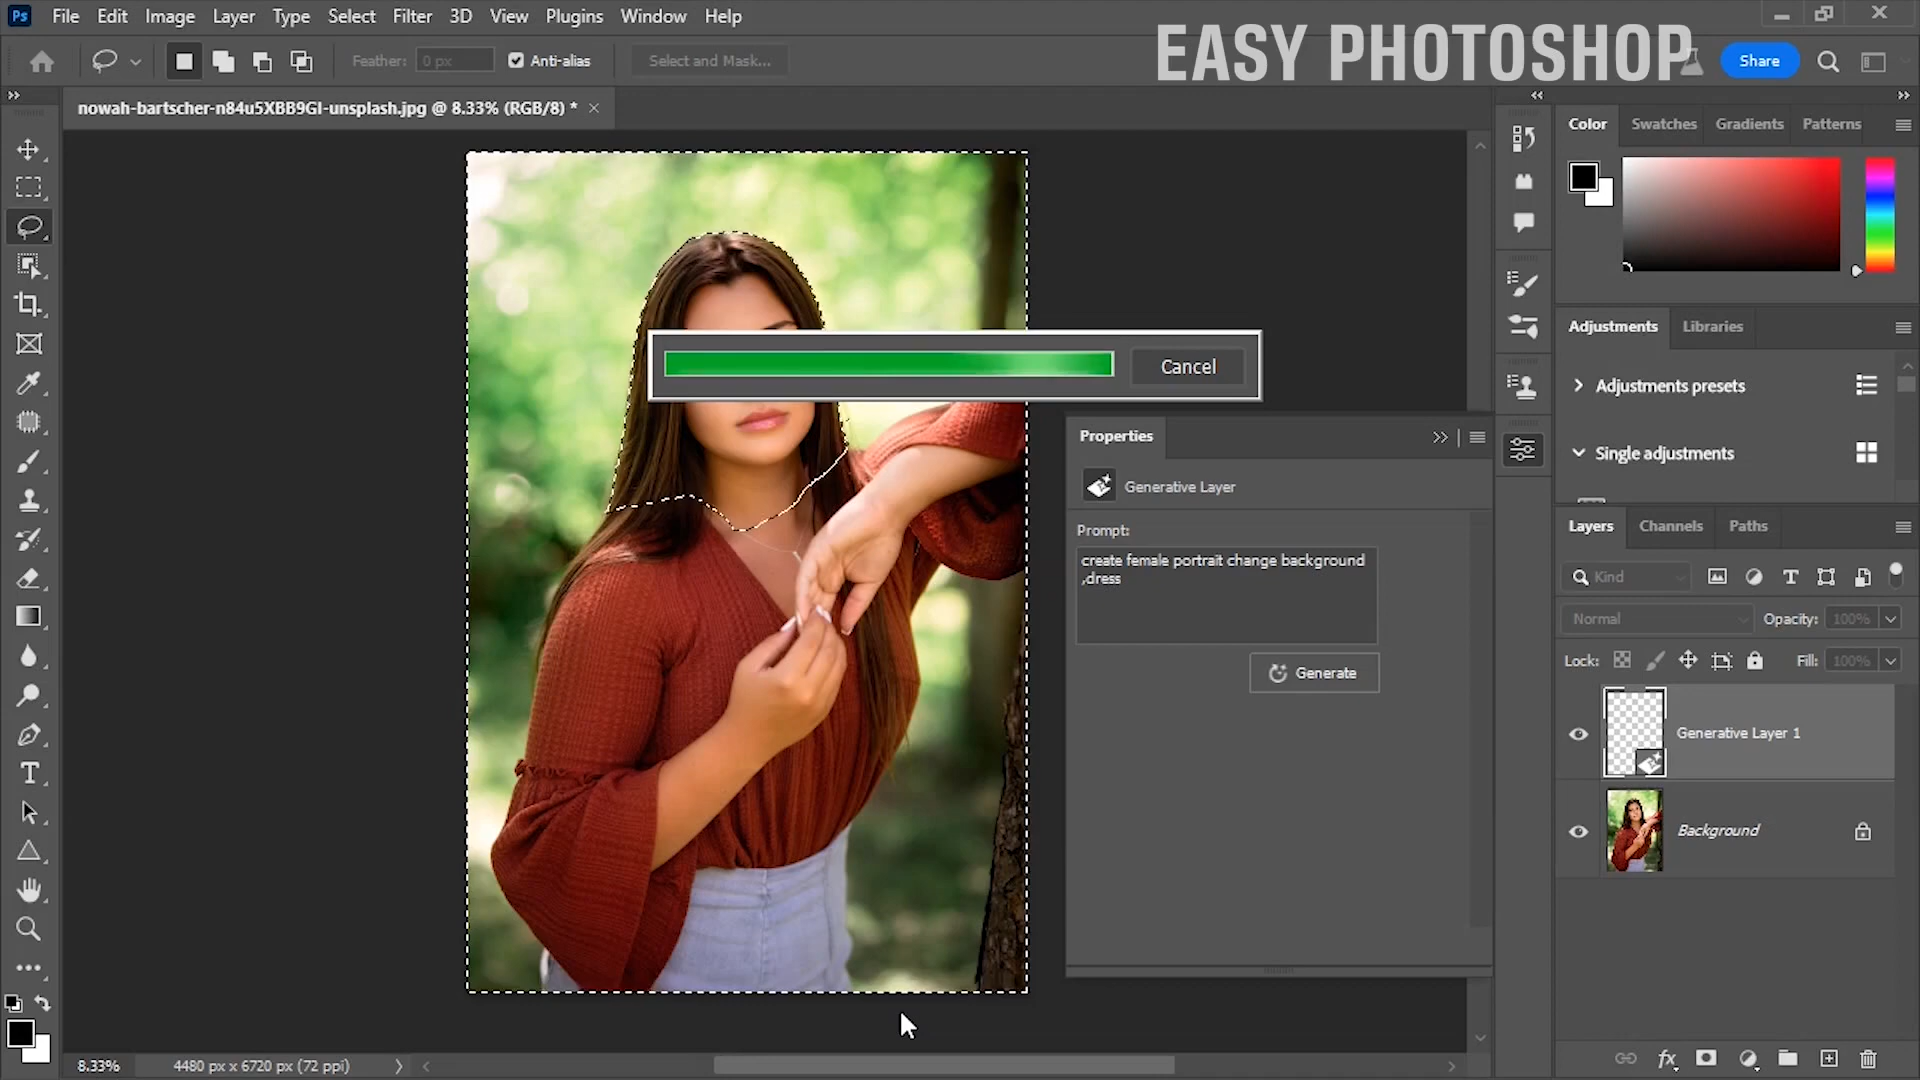 Ps File Edit Image Layer Type Select Filter 3D View Plugins Window Help
EASY PHOTOSHOP
Feather: 0 px Anti-alias Select and Mask... Share
nowah-bartscher-n84u5XBB9GI-unsplash.jpg @ 8.33% (RGB/8) *
Color Swatches Gradients Patterns
Adjustments Libraries
Cancel
Adjustments presets
Properties
Single adjustments
Generative Layer
Layers Channels Paths
Prompt:
create female portrait change background
,dress
Kind
Normal Opacity: 100%
Lock: Fill: 100%
Generate
Generative Layer 1
Background
8.33% 4480 px x 6720 px (72 ppi)